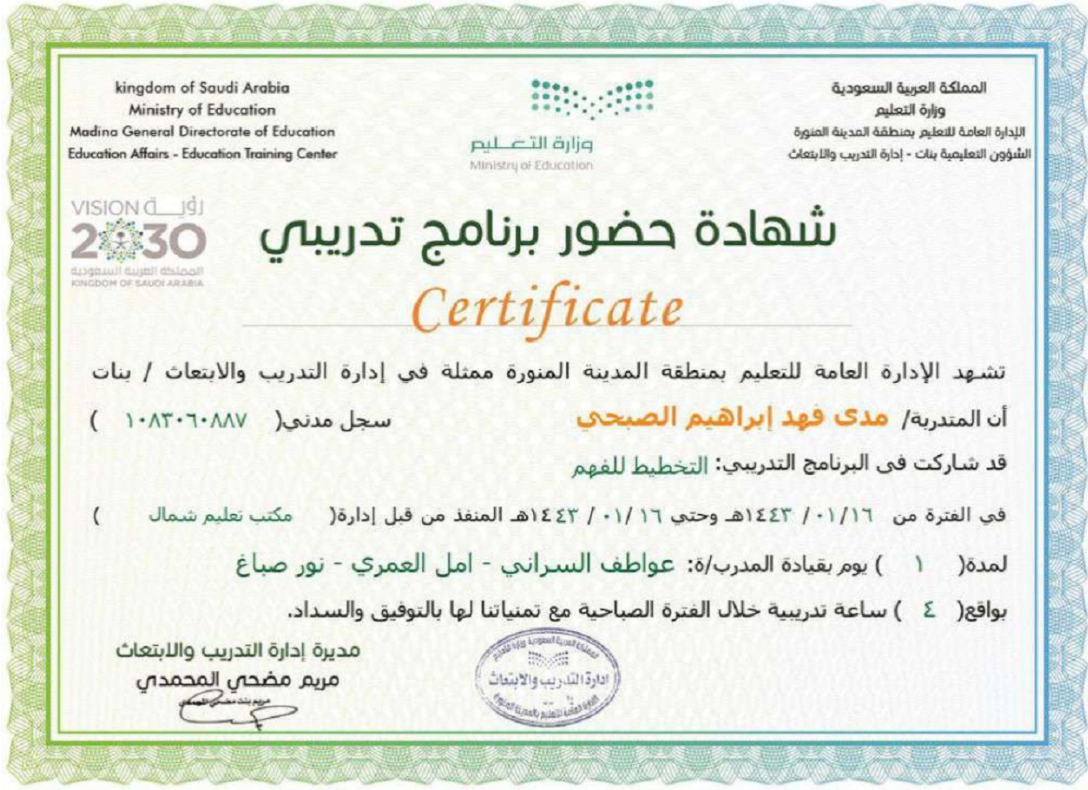 kingdom of Saudi Arabia
Ministry of Education
Madina General Directorate of Education
Education Affairs - Education Training Center
وزارة التعليم
Ministry of Education
المملكة العربية السعودية
وزارة التعليم
الإدارة العامة للتعليم بمنطقة المدينة المنورة
الشؤون التعليمية بنات - إدارة التدريب والابتعاث
VISION رؤية
2030
المملكة العربية السعودية
KINGDOM OF SAUDI ARABIA
شهادة حضور برنامج تدريبي
Certificate
تشهد الإدارة العامة للتعليم بمنطقة المدينة المنورة ممثلة في إدارة التدريب والابتعاث / بنات
أن المتدربة/ مدى فهد إبراهيم الصبحي سجل مدني( ١٠٨٣٠٦٠٨٨٧ )
قد شاركت في البرنامج التدريبي: التخطيط للفهم
في الفترة من ٠١/١٦ / ١٤٤٣هـ وحتي ٠١/ ١٦ / ١٤٤٣هـ المنفذ من قبل إدارة( مكتب تعليم شمال )
لمدة( ١ ) يوم بقيادة المدرب/ة: عواطف السراني - امل العمري - نور صباغ
بواقع( ٤ ) ساعة تدريبية خلال الفترة الصباحية مع تمنياتنا لها بالتوفيق والسداد.
مديرة إدارة التدريب والابتعاث
مريم مضحي المحمدي
ادارة التدريب والابتعاث